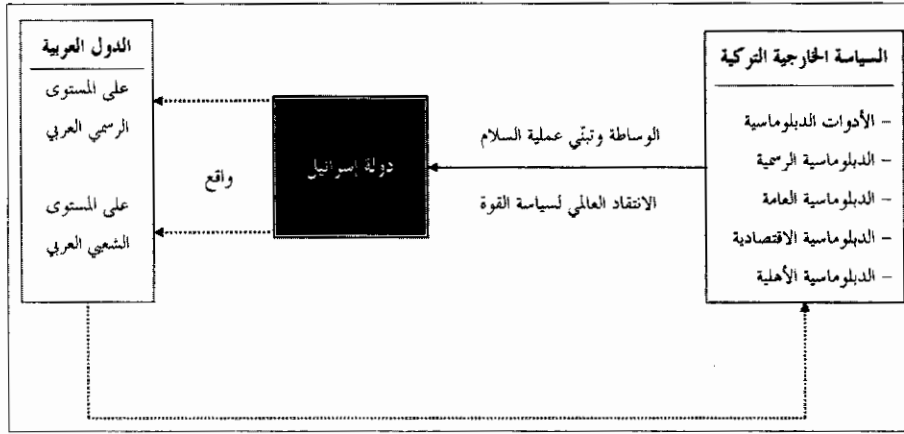 السياسة الخارجية التركية
– الأدوات الدبلوماسية
– الدبلوماسية الرسمية
– الدبلوماسية العامة
– الدبلوماسية الاقتصادية
– الدبلوماسية الأهلية
الوساطة وتبنّي عملية السلام
الانتقاد العالمي لسياسة القوة
دولة إسرائيل
واقع
الدول العربية
على المستوى
الرسمي العربي
على المستوى
الشعبي العربي